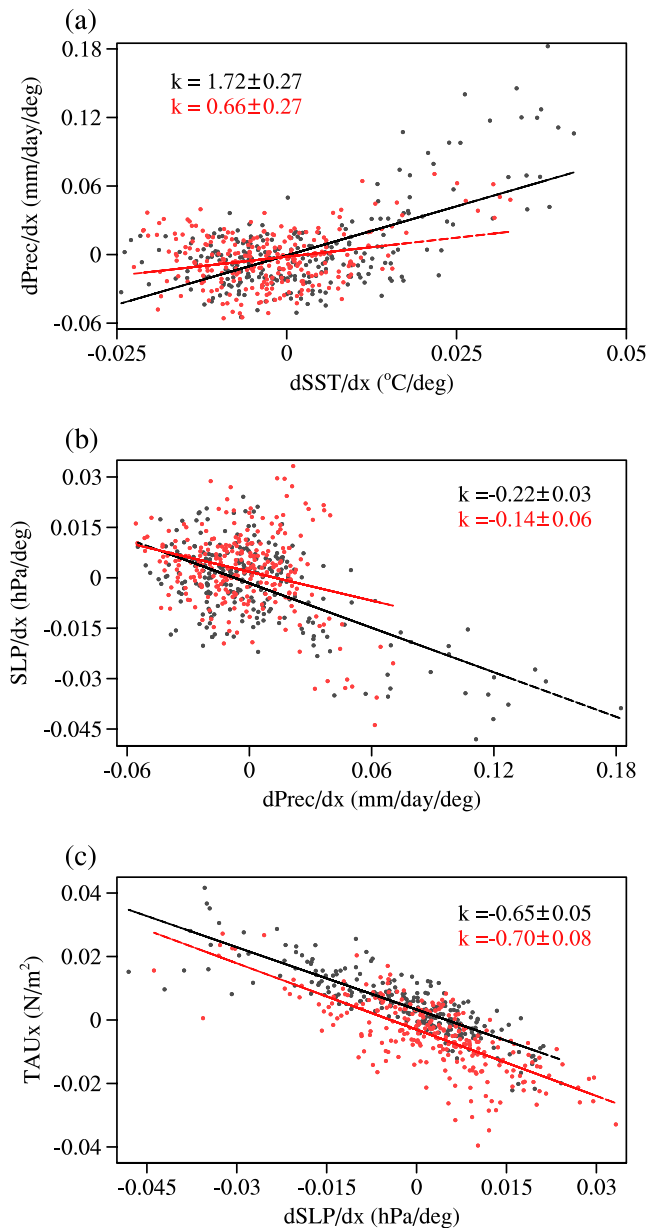 (a)
0.18
0.12
0.06
0
-0.06
dPrec/dx (mm/day/deg)
k = 1.72±0.27
k = 0.66±0.27
-0.025
0
0.025
0.05
dSST/dx (°C/deg)
(b)
0.03
0.015
0
-0.015
-0.03
-0.045
SLP/dx (hPa/deg)
k =-0.22±0.03
k =-0.14±0.06
-0.06
0
0.06
0.12
0.18
dPrec/dx (mm/day/deg)
(c)
0.04
0.02
0
-0.02
-0.04
TAUx (N/m²)
k =-0.65±0.05
k =-0.70±0.08
-0.045
-0.03
-0.015
0
0.015
0.03
dSLP/dx (hPa/deg)